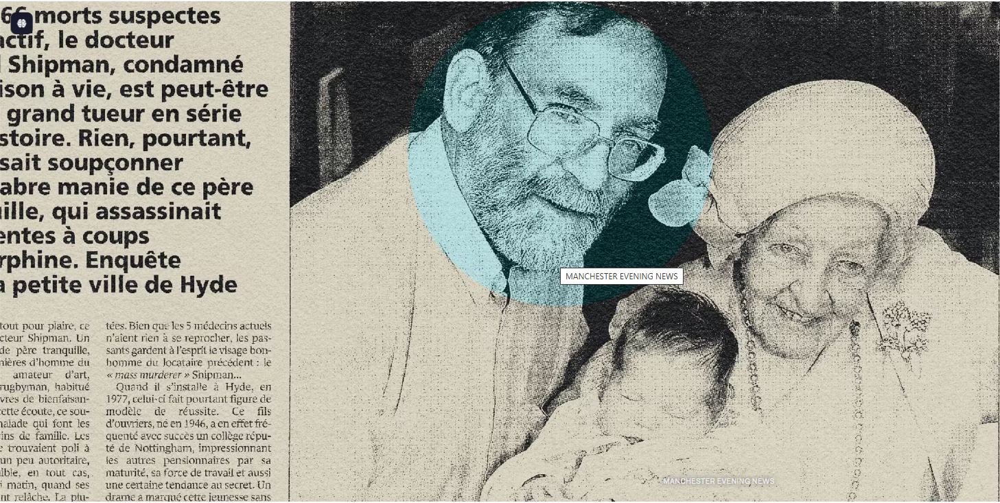 66 morts suspectes
actif, le docteur
Shipman, condamné
ison à vie, est peut-être
grand tueur en série
stoire. Rien, pourtant,
sait soupçonner
abre manie de ce père
ille, qui assassinait
entes à coups
rphine. Enquête
a petite ville de Hyde
tout pour plaire, ce
cteur Shipman. Un
de père tranquille,
nières d'homme du
amateur d'art,
rugbyman, habitué
vres de bienfaisan-
cette écoute, ce sou-
malade qui font les
ins de famille. Les
e trouvaient poli à
un peu autoritaire,
ible, en tout cas,
i matin, quand ses
nt relâche. La plu-
tées. Bien que les 5 médecins actuels
n'aient rien à se reprocher, les pas-
sants gardent à l'esprit le visage bon-
homme du locataire précédent : le
« mass murderer » Shipman...
Quand il s'installe à Hyde, en
1977, celui-ci fait pourtant figure de
modèle de réussite. Ce fils
d'ouvriers, né en 1946, a en effet fré-
quenté avec succès un collège répu-
té de Nottingham, impressionnant
les autres pensionnaires par sa
maturité, sa force de travail et aussi
une certaine tendance au secret. Un
drame a marqué cette jeunesse sans
MANCHESTER EVENING NEWS
MANCHESTER EVENING NEWS